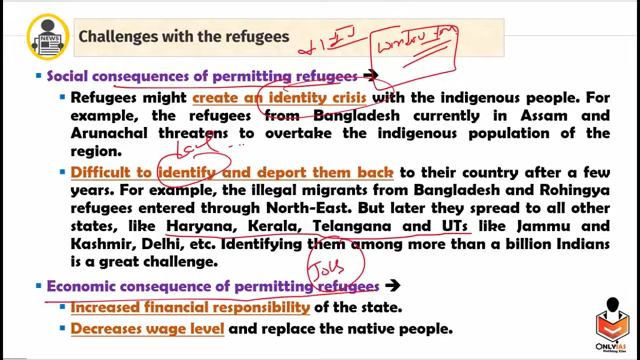 NEWS
Challenges with the refugees
Social consequences of permitting refugees →
Refugees might create an identity crisis with the indigenous people. For
example, the refugees from Bangladesh currently in Assam and
Arunachal threatens to overtake the indigenous population of the
region.
Difficult to identify and deport them back to their country after a few
years. For example, the illegal migrants from Bangladesh and Rohingya
refugees entered through North-East. But later they spread to all other
states, like Haryana, Kerala, Telangana and UTs like Jammu and
Kashmir, Delhi, etc. Identifying them among more than a billion Indians
is a great challenge.
Jobs
Economic consequence of permitting refugees →
Increased financial responsibility of the state.
Decreases wage level and replace the native people.
ONLYIAS